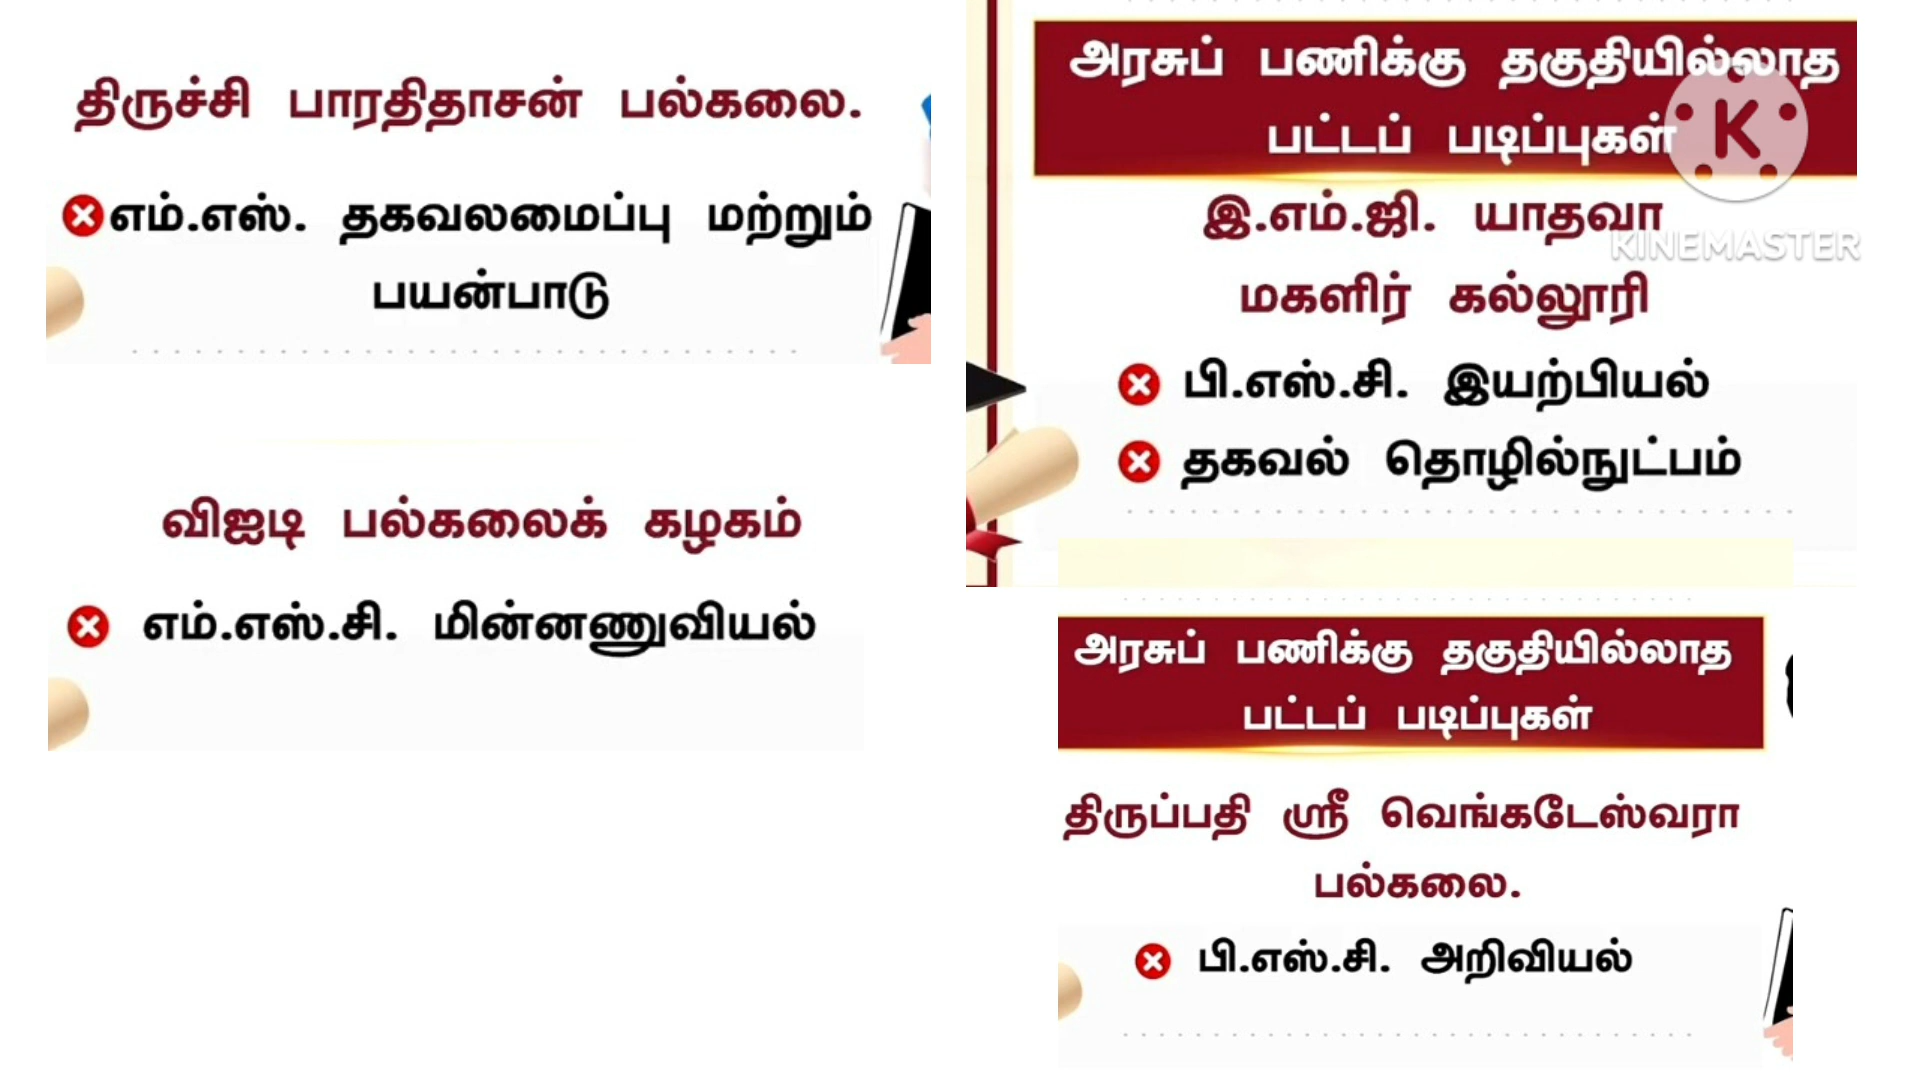 திருச்சி பாரதிதாசன் பல்கலை.
எம்.எஸ். தகவலமைப்பு மற்றும்
பயன்பாடு
விஐடி பல்கலைக் கழகம்
எம்.எஸ்.சி. மின்னணுவியல்
அரசுப் பணிக்கு தகுதியில்லாத
பட்டப் படிப்புகள்
K
இ.எம்.ஜி. யாதவா
KINEMASTER
மகளிர் கல்லூரி
பி.எஸ்.சி. இயற்பியல்
தகவல் தொழில்நுட்பம்
அரசுப் பணிக்கு தகுதியில்லாத
பட்டப் படிப்புகள்
திருப்பதி ஸ்ரீ வெங்கடேஸ்வரா
பல்கலை.
பி.எஸ்.சி. அறிவியல்